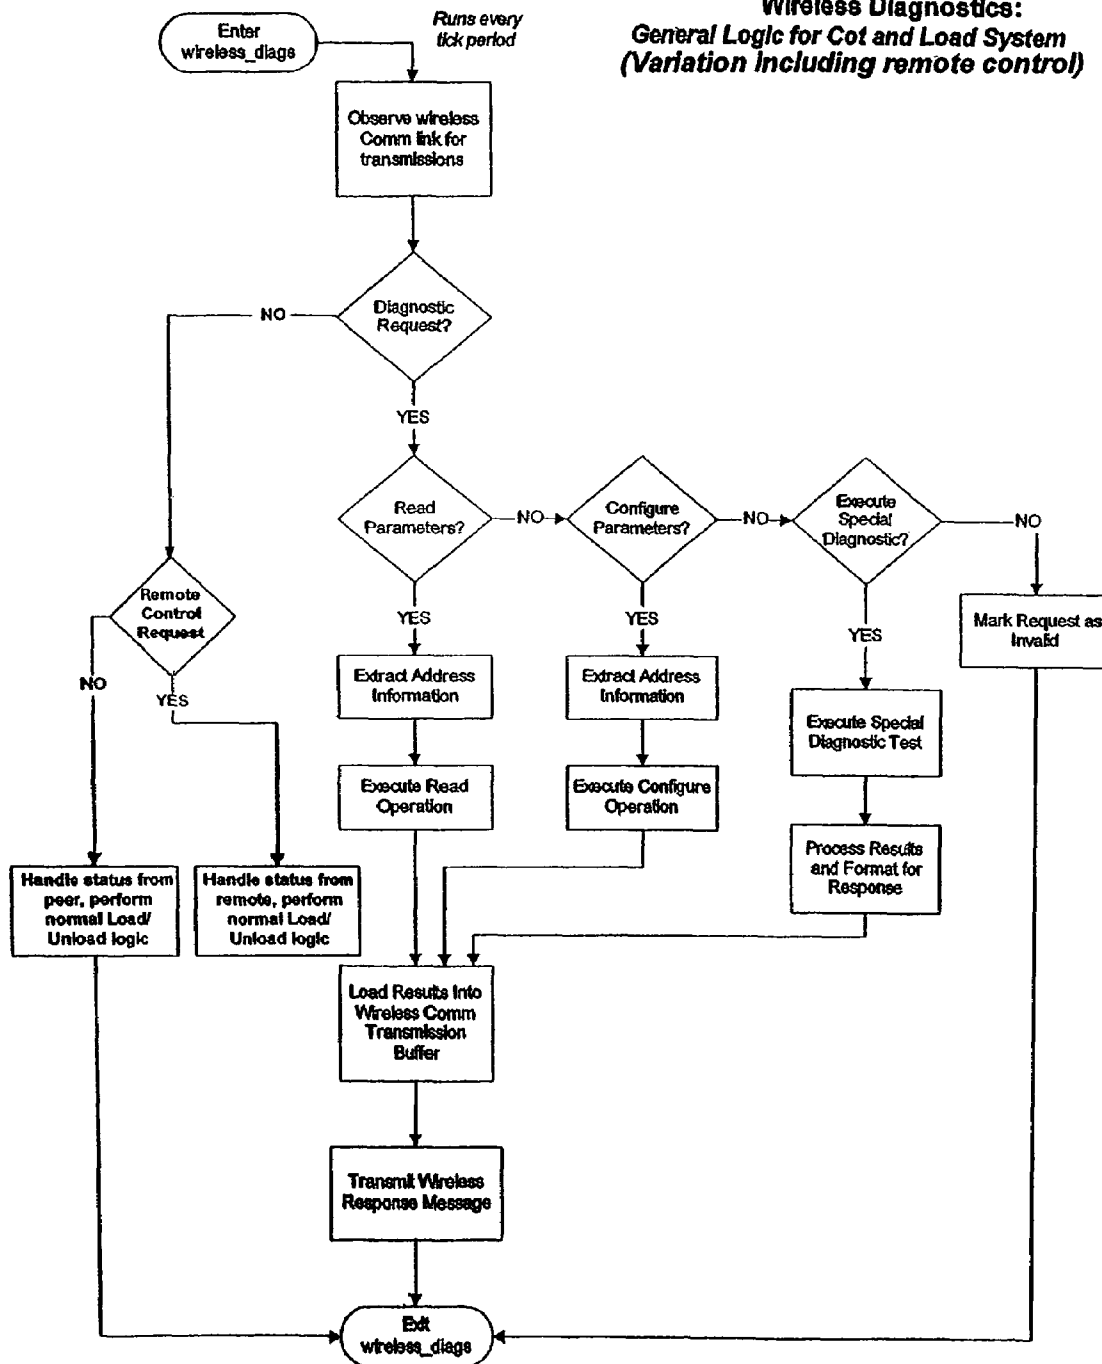 Wireless Diagnostics:
General Logic for Cot and Load System
(Variation including remote control)
Runs every
tick period
Enter
wireless_diags
Observe wireless
Comm link for
transmissions
Diagnostic
Request?
NO
YES
Read
Parameters?
NO
Configure
Parameters?
NO
Execute
Special
Diagnostic?
NO
Remote
Control
Request
NO
YES
YES
YES
YES
Mark Request as
Invalid
Extract Address
Information
Extract Address
Information
Execute Special
Diagnostic Test
Execute Read
Operation
Execute Configure
Operation
Process Results
and Format for
Response
Handle status from
peer, perform
normal Load/
Unload logic
Handle status from
remote, perform
normal Load/
Unload logic
Load Results Into
Wireless Comm
Transmission
Buffer
Transmit Wireless
Response Message
Exit
wireless_diags